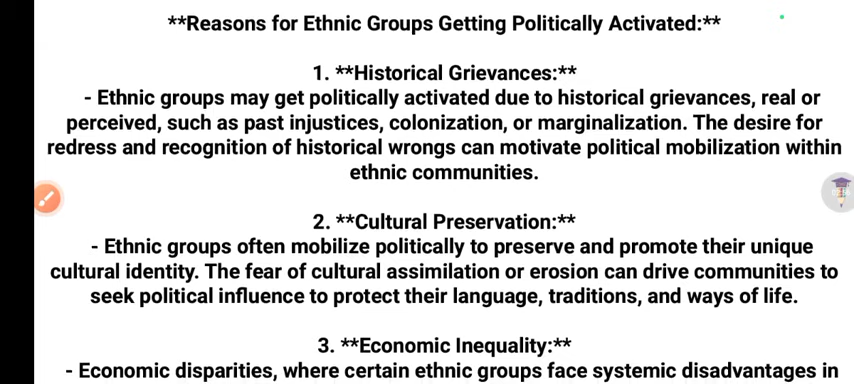 **Reasons for Ethnic Groups Getting Politically Activated:**
1. **Historical Grievances:**
- Ethnic groups may get politically activated due to historical grievances, real or
perceived, such as past injustices, colonization, or marginalization. The desire for
redress and recognition of historical wrongs can motivate political mobilization within
ethnic communities.
2. **Cultural Preservation:**
- Ethnic groups often mobilize politically to preserve and promote their unique
cultural identity. The fear of cultural assimilation or erosion can drive communities to
seek political influence to protect their language, traditions, and ways of life.
3. **Economic Inequality:**
- Economic disparities, where certain ethnic groups face systemic disadvantages in